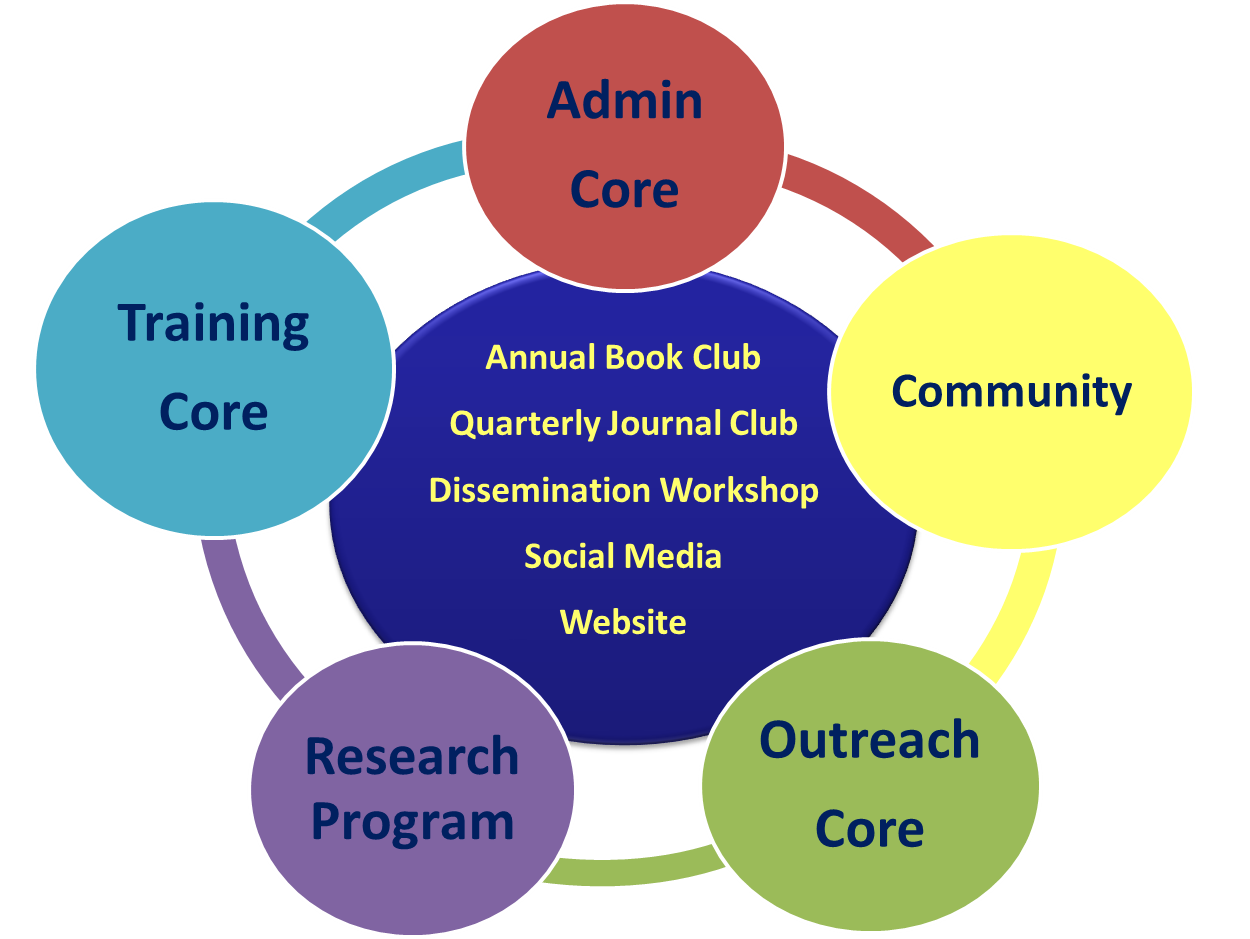 Admin
Core
Training
Core
Community
Annual Book Club
Quarterly Journal Club
Dissemination Workshop
Social Media
Website
Research
Program
Outreach
Core